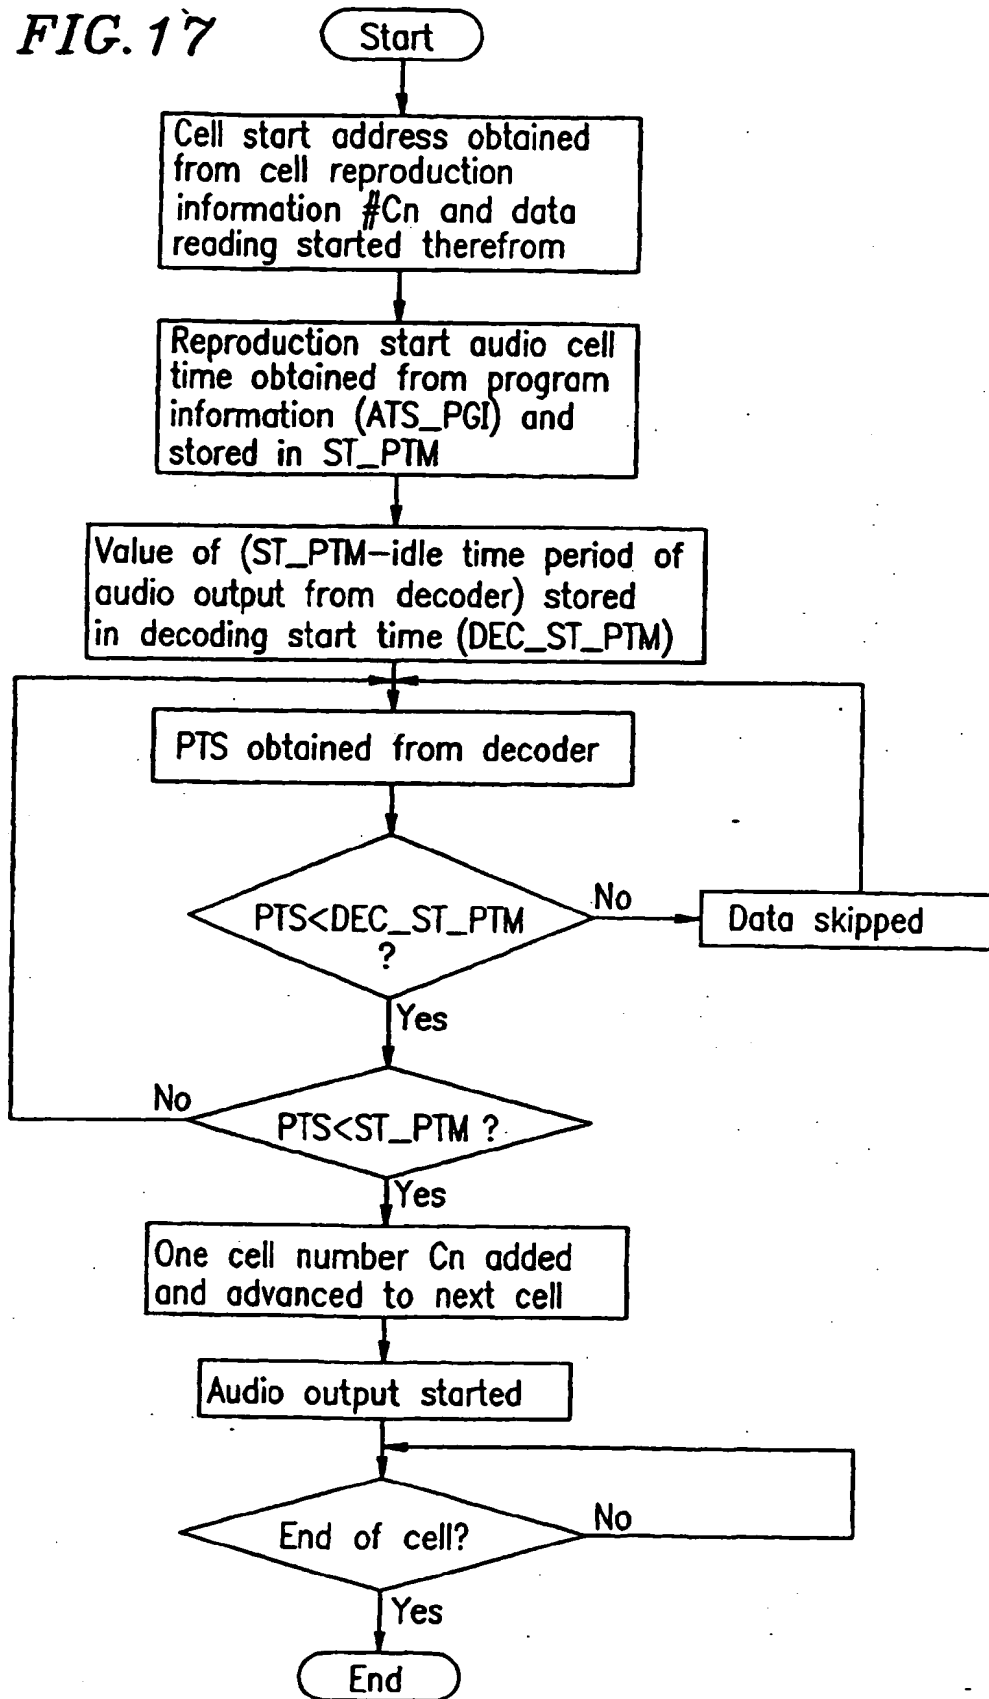 FIG. 17
Start
Cell start address obtained
from cell reproduction
information #Cn and data
reading started therefrom
Reproduction start audio cell
time obtained from program
information (ATS_PGI) and
stored in ST_PTM
Value of (ST_PTM-idle time period of
audio output from decoder) stored
in decoding start time (DEC_ST_PTM)
PTS obtained from decoder
PTS<DEC_ST_PTM
?
No
Data skipped
Yes
No
PTS<ST_PTM ?
Yes
One cell number Cn added
and advanced to next cell
Audio output started
End of cell?
No
Yes
End